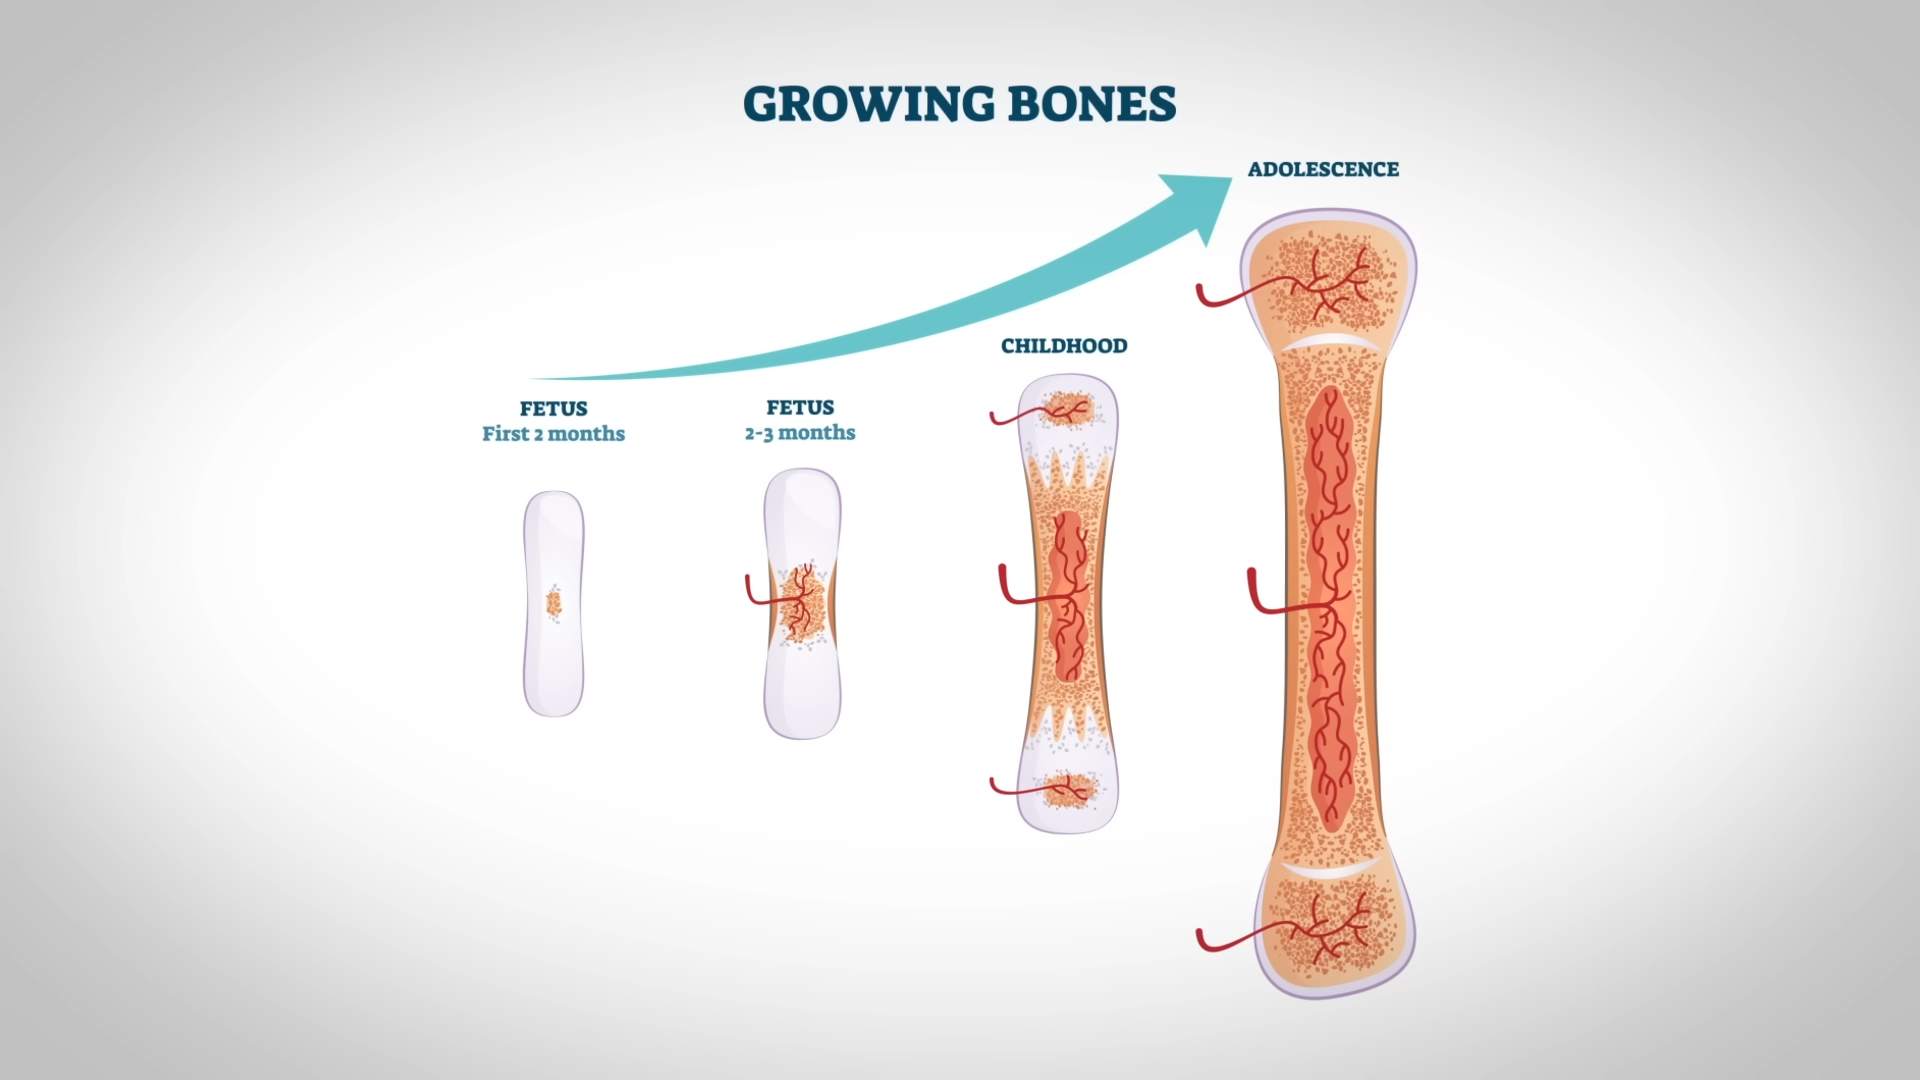 GROWING BONES
ADOLESCENCE
CHILDHOOD
FETUS
First 2 months
FETUS
2-3 months